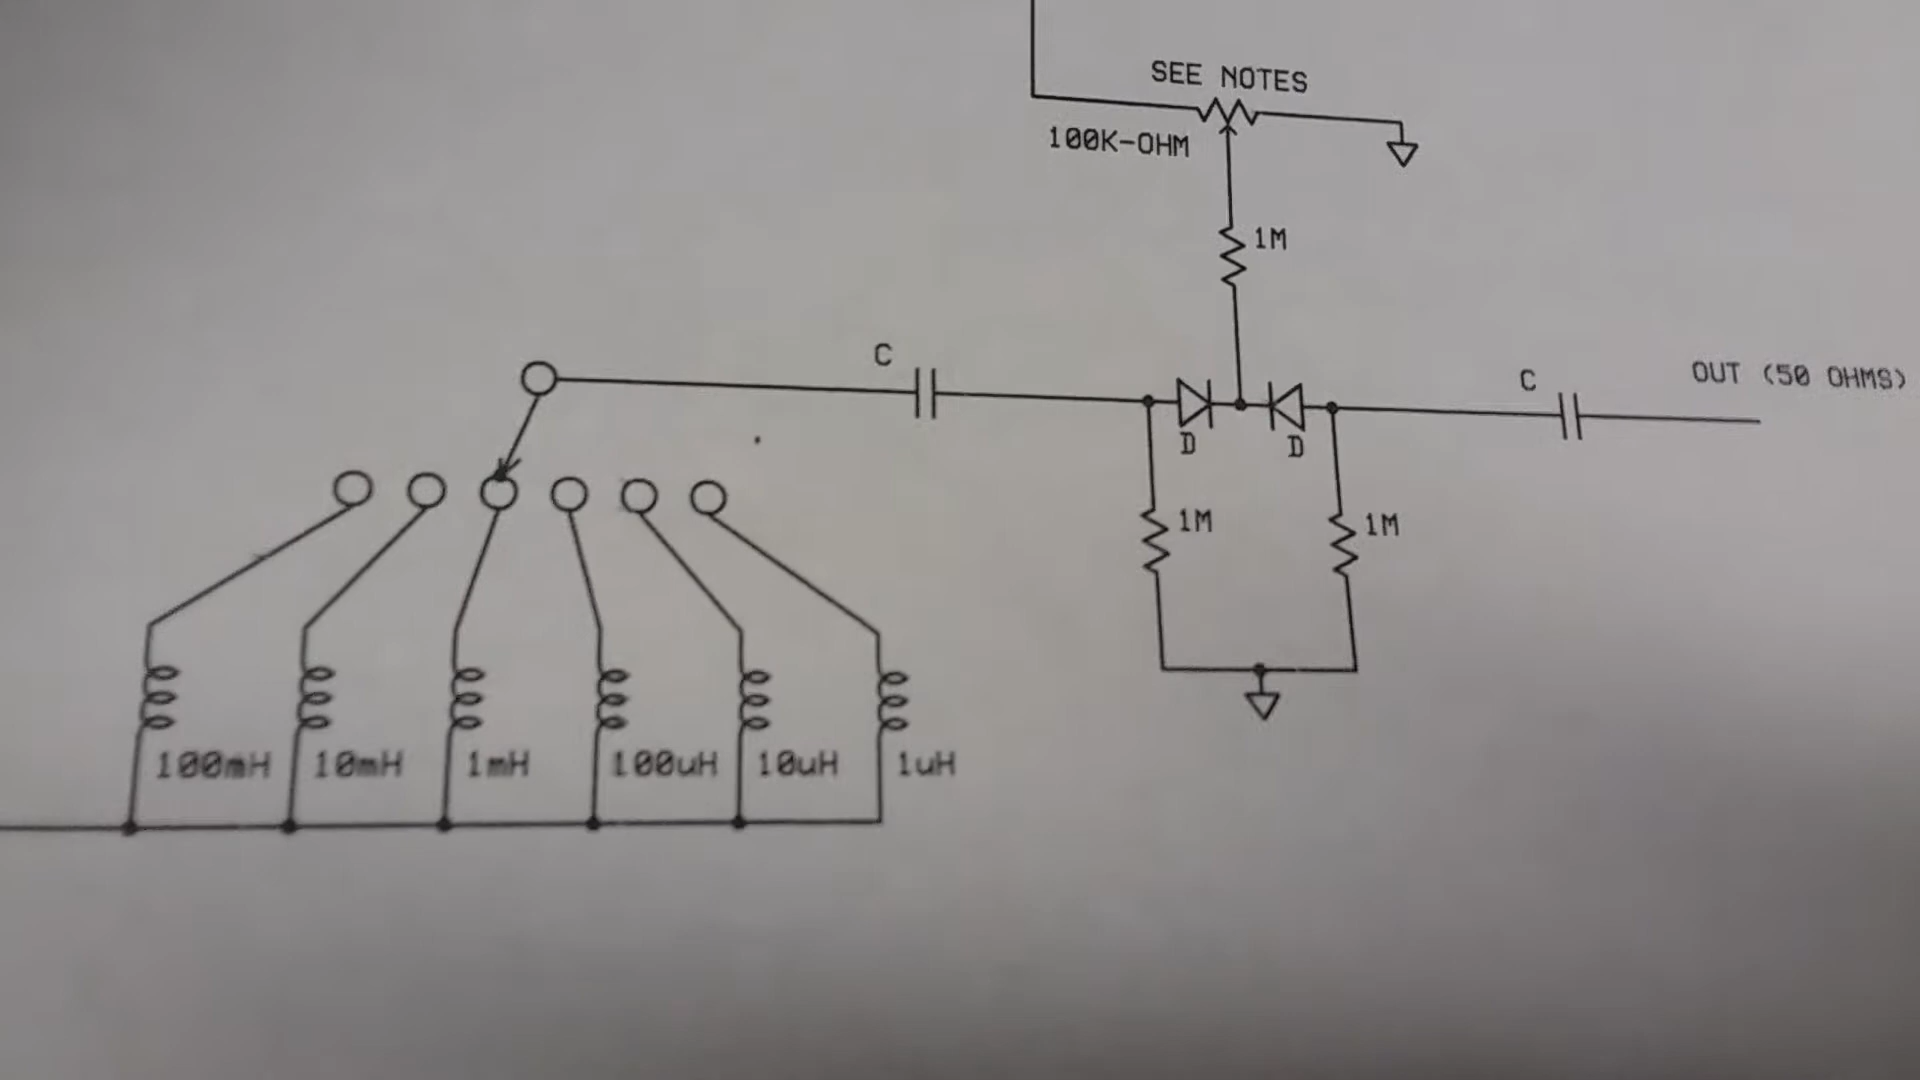 SEE NOTES
100K-OHM
1M
C
C
OUT (50 OHMS)
D
D
1M
1M
100mH
10mH
1mH
100uH
10uH
1uH